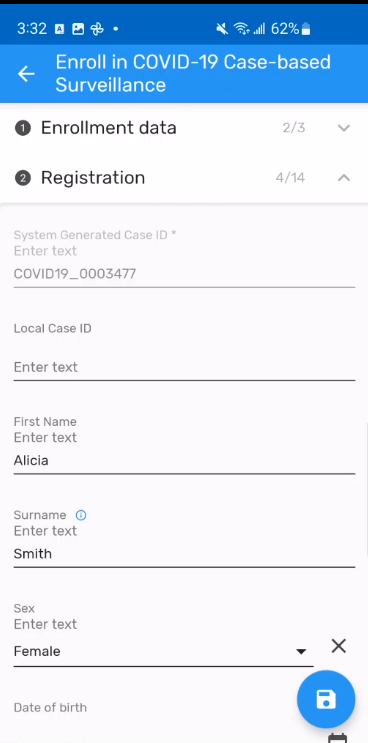 3:32 62%
Enroll in COVID-19 Case-based
Surveillance
1 Enrollment data 2/3
2 Registration 4/14
System Generated Case ID *
Enter text
COVID19_0003477
Local Case ID
Enter text
First Name
Enter text
Alicia
Surname
Enter text
Smith
Sex
Enter text
Female
Date of birth